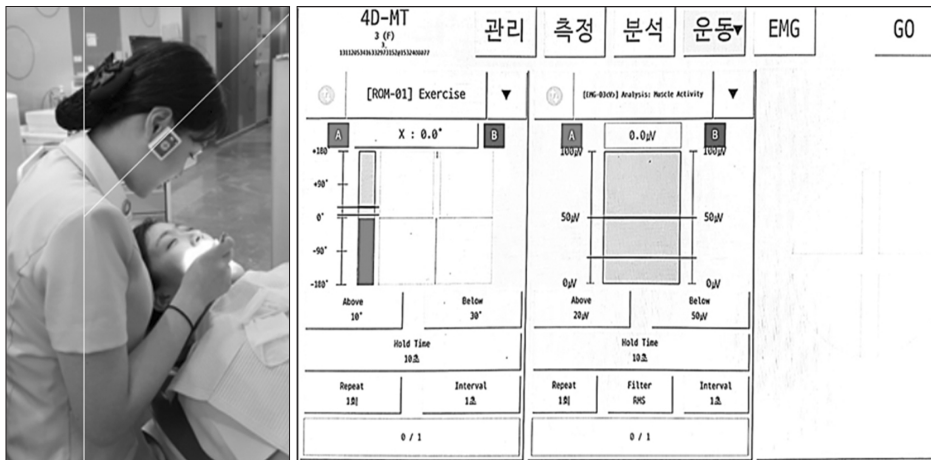 4D-MT
3 (F)
관리 측정 분석 운동▼ EMG GO
[ROM-01] Exercise ▼
[EMG-03(V)] Analysis: Muscle Activity ▼
A X : 0.0° B
A 0.0μV B
+180
+90°
0°
-90°
-180°
100μV 100μV
50μV 50μV
0μV 0μV
Above Below
10° 30°
Above Below
20μV 50μV
Hold Time
10초
Hold Time
10초
Repeat Interval
1회 1초
Repeat Filter Interval
1회 RMS 1초
0 / 1
0 / 1